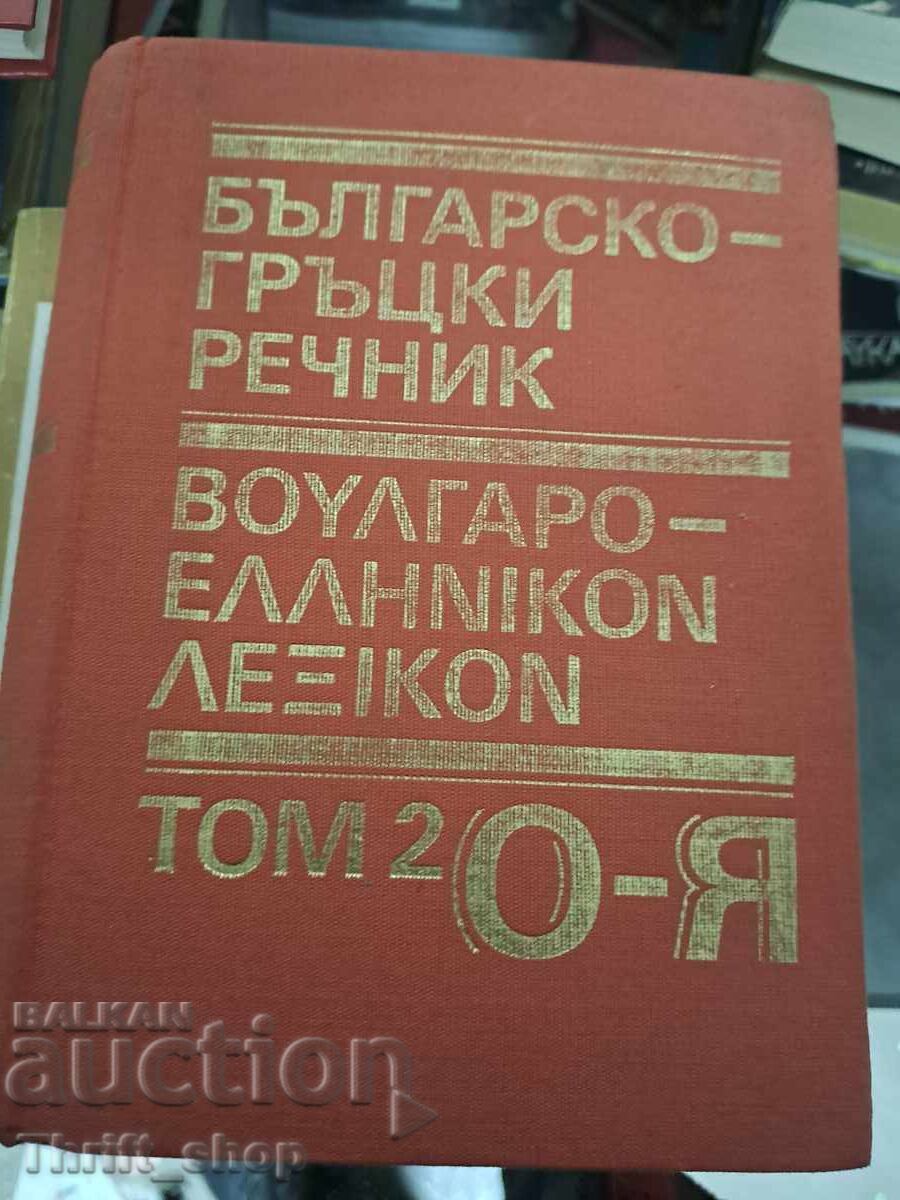 БЪЛГАРСКО-
ГРЪЦКИ
РЕЧНИК
ΒΟΥΛΓΑΡΟ-
ΕΛΛΗΝΙΚΟΝ
ΛΕΞΙΚΟΝ
ТОМ 2 О-Я
BALKAN
auction
Thrift_shop